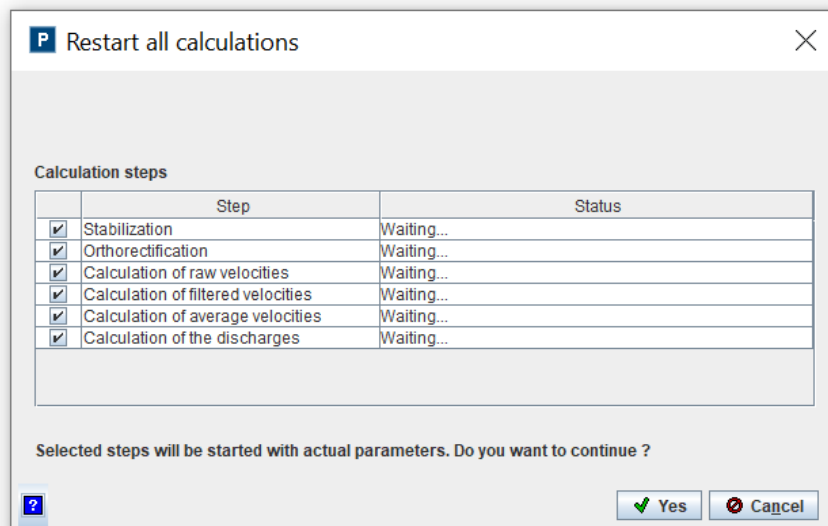 P Restart all calculations
Calculation steps
Step Status
Stabilization Waiting...
Orthorectification Waiting...
Calculation of raw velocities Waiting...
Calculation of filtered velocities Waiting...
Calculation of average velocities Waiting...
Calculation of the discharges Waiting...
Selected steps will be started with actual parameters. Do you want to continue ?
? Yes Cancel